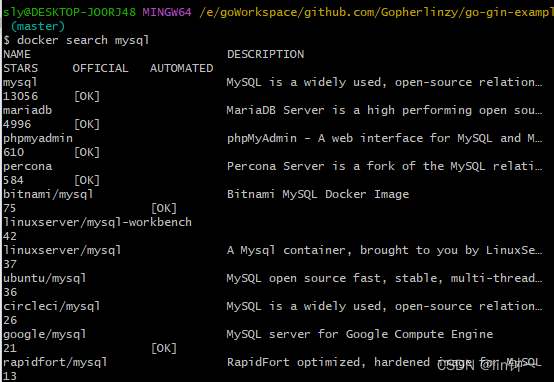 sly@DESKTOP-JOORJ48 MINGW64 /e/goWorkspace/github.com/Gopherlinzy/go-gin-exampl
(master)
$ docker search mysql
NAME DESCRIPTION
STARS OFFICIAL AUTOMATED
mysql MySQL is a widely used, open-source relation…
13056 [OK]
mariadb MariaDB Server is a high performing open sou…
4996 [OK]
phpmyadmin phpMyAdmin - A web interface for MySQL and M…
610 [OK]
percona Percona Server is a fork of the MySQL relati…
584 [OK]
bitnami/mysql Bitnami MySQL Docker Image
75 [OK]
linuxserver/mysql-workbench
42
linuxserver/mysql A Mysql container, brought to you by LinuxSe…
37
ubuntu/mysql MySQL open source fast, stable, multi-thread…
36
circleci/mysql MySQL is a widely used, open-source relation…
26
google/mysql MySQL server for Google Compute Engine
21 [OK]
rapidfort/mysql RapidFort optimized, hardened image for MySQL
13
CSDN